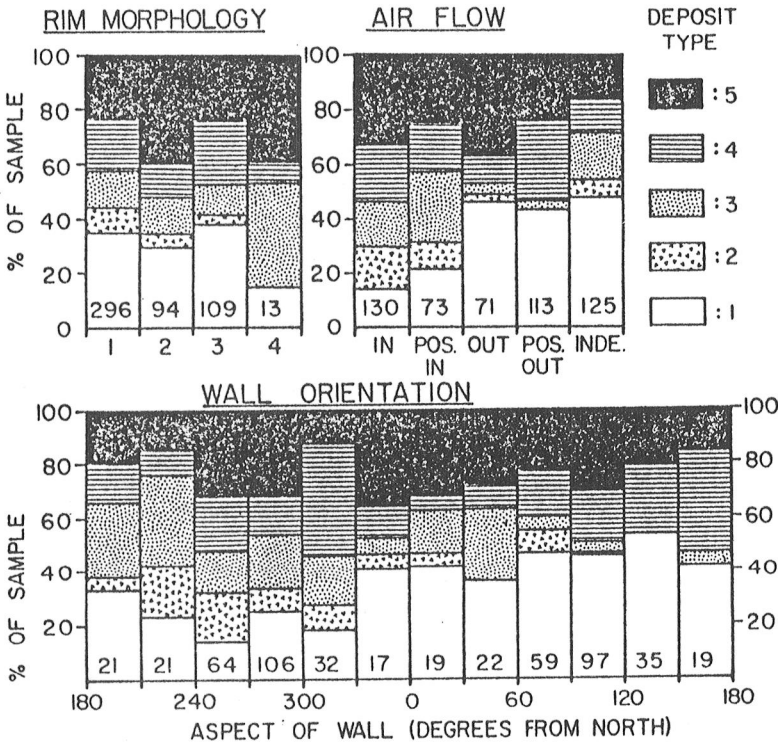 RIM MORPHOLOGY
AIR FLOW
DEPOSIT
TYPE
% OF SAMPLE
100
80
60
40
20
0
296 94 109 13
1 2 3 4
100
80
60
40
20
0
130 73 71 113 125
IN POS. IN OUT POS. OUT INDE.
:5
:4
:3
:2
:1
WALL ORIENTATION
% OF SAMPLE
100
80
60
40
20
100
80
60
40
20
21 21 64 106 32 17 19 22 59 97 35 19
180 240 300 0 60 120 180
ASPECT OF WALL (DEGREES FROM NORTH)